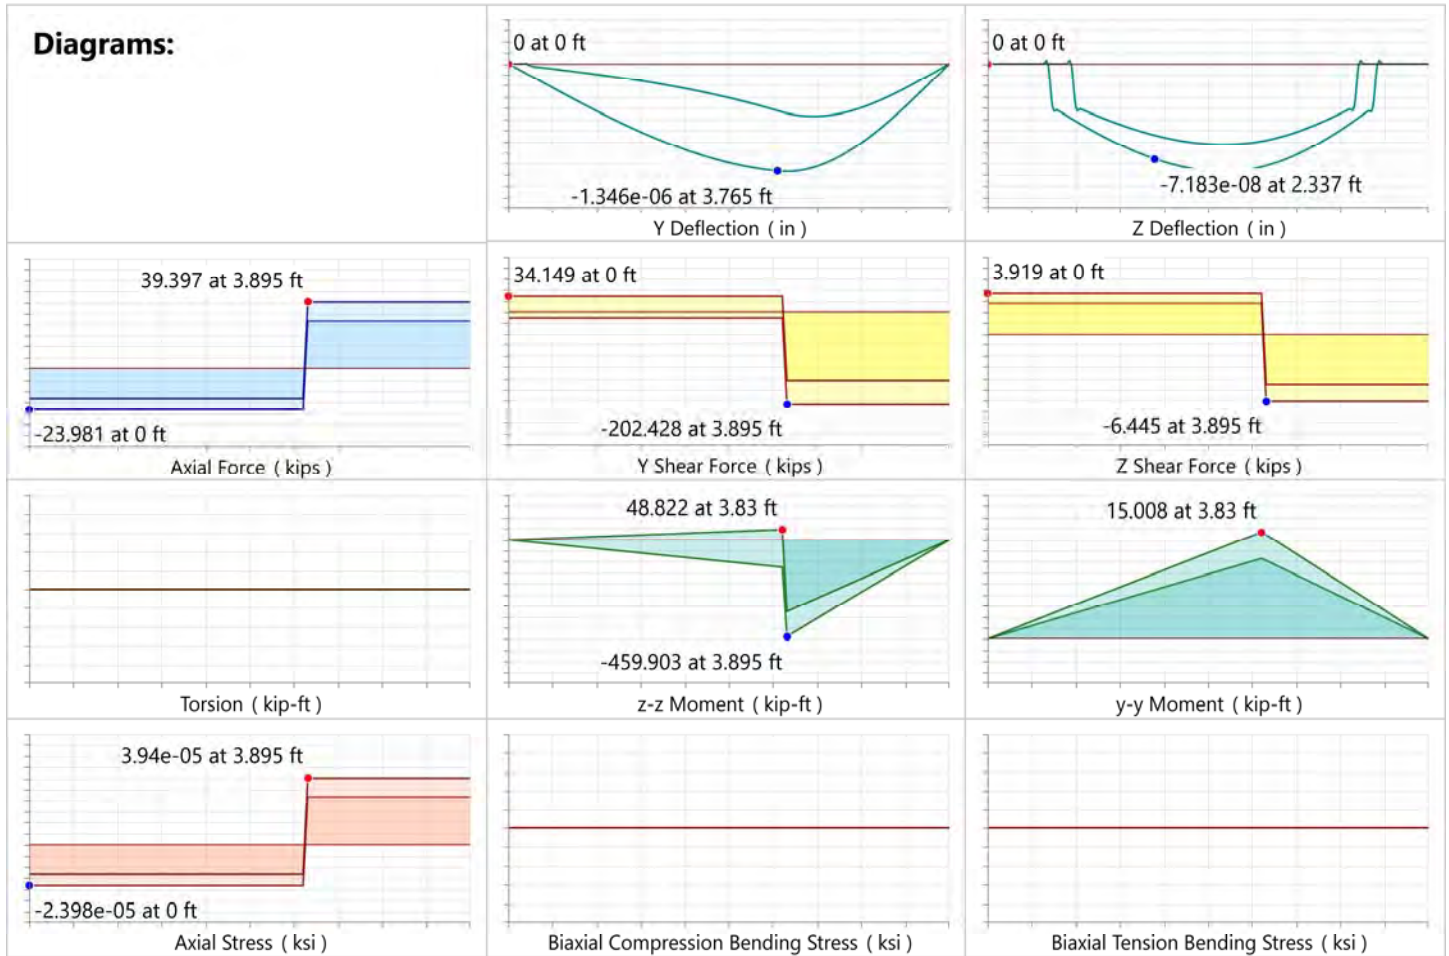 Diagrams:
0 at 0 ft
-1.346e-06 at 3.765 ft
Y Deflection ( in )
0 at 0 ft
-7.183e-08 at 2.337 ft
Z Deflection ( in )
39.397 at 3.895 ft
-23.981 at 0 ft
Axial Force ( kips )
34.149 at 0 ft
-202.428 at 3.895 ft
Y Shear Force ( kips )
3.919 at 0 ft
-6.445 at 3.895 ft
Z Shear Force ( kips )
Torsion ( kip-ft )
48.822 at 3.83 ft
-459.903 at 3.895 ft
z-z Moment ( kip-ft )
15.008 at 3.83 ft
y-y Moment ( kip-ft )
3.94e-05 at 3.895 ft
-2.398e-05 at 0 ft
Axial Stress ( ksi )
Biaxial Compression Bending Stress ( ksi )
Biaxial Tension Bending Stress ( ksi )